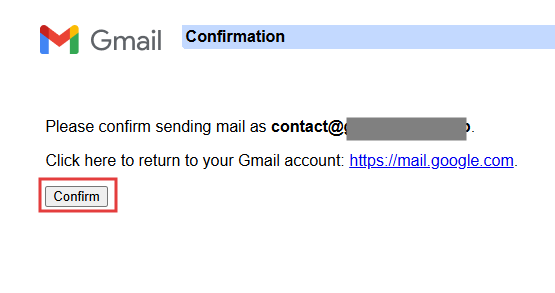 Gmail
Confirmation
Please confirm sending mail as contact@
Click here to return to your Gmail account: https://mail.google.com.
Confirm